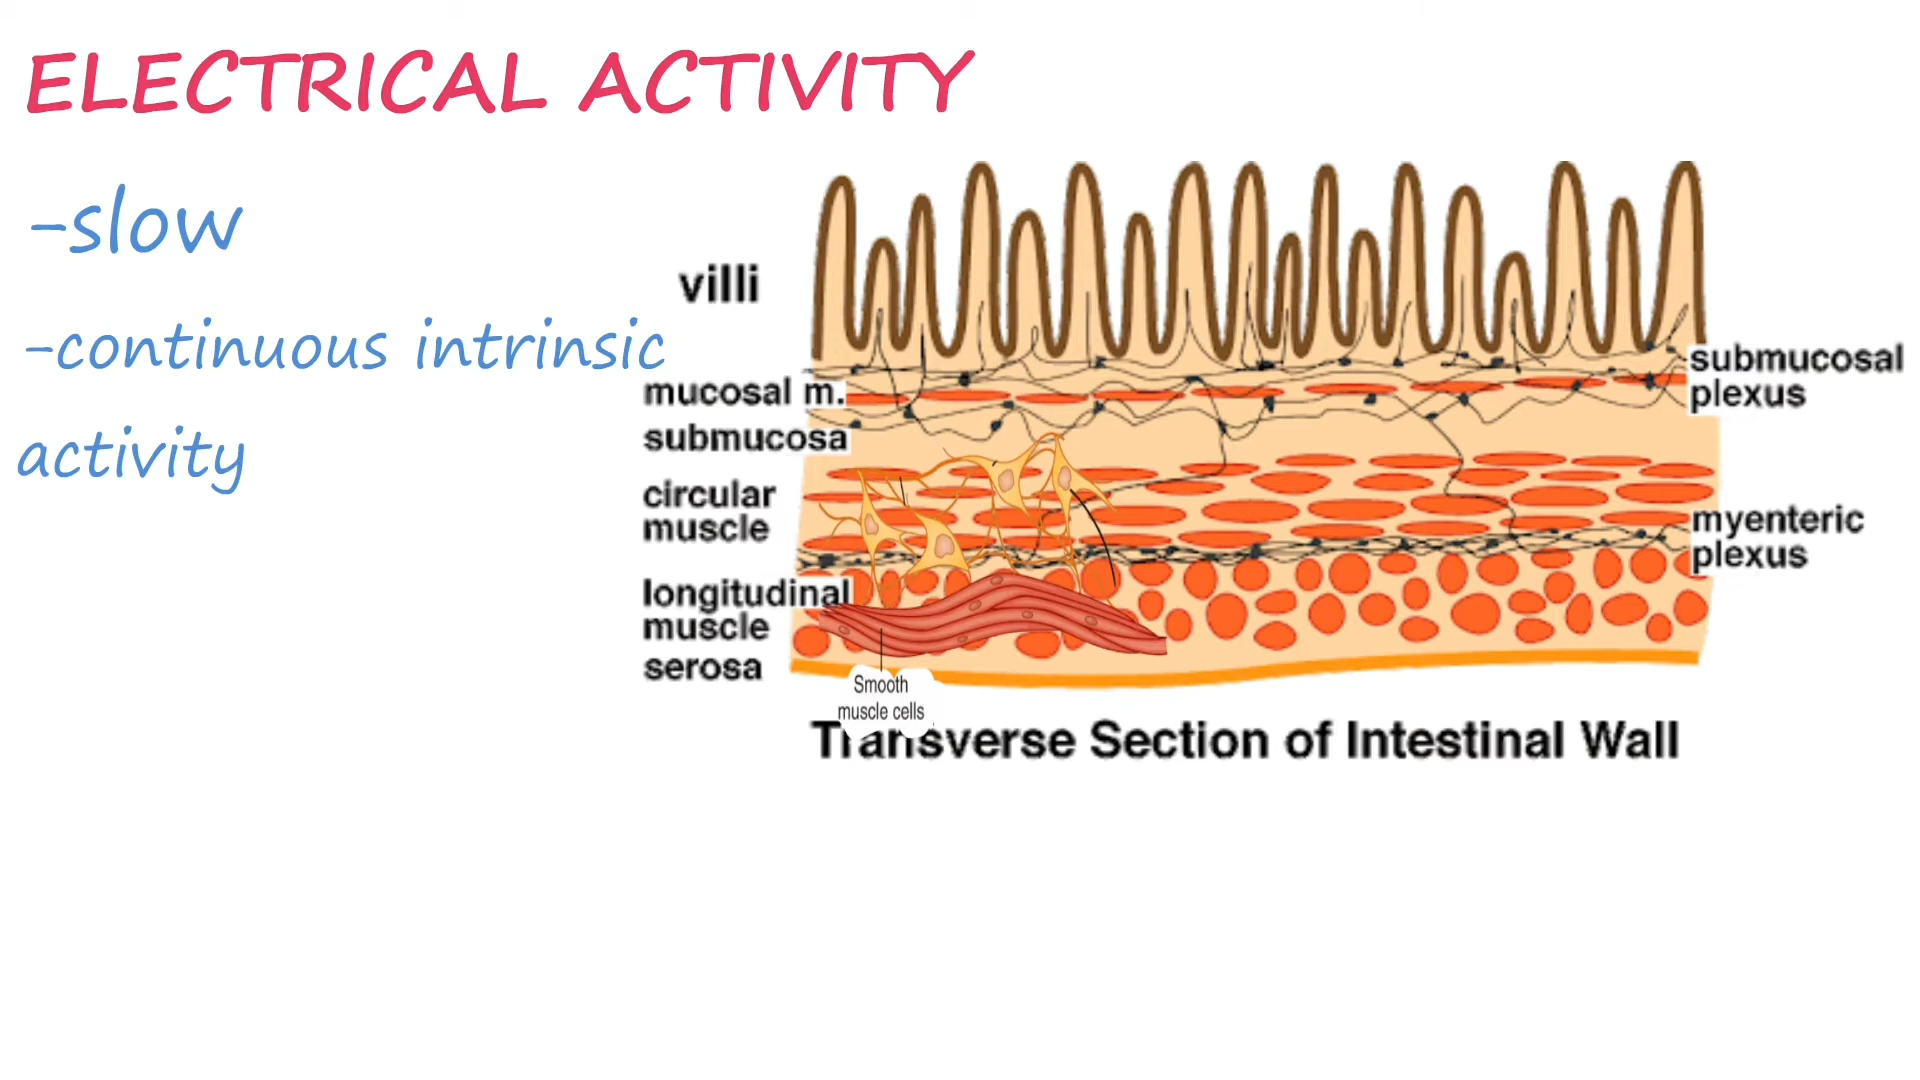 ELECTRICAL ACTIVITY
-slow
-continuous intrinsic
activity
villi
mucosal m.
submucosa
circular
muscle
longitudinal
muscle
serosa
submucosal
plexus
myenteric
plexus
Smooth
muscle cells
Transverse Section of Intestinal Wall